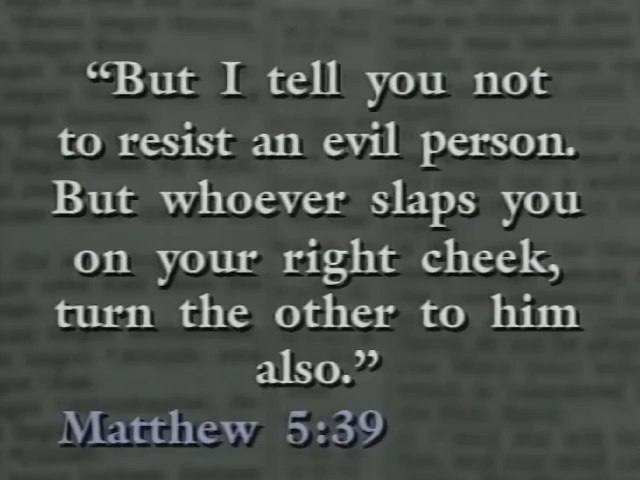 “But I tell you not
to resist an evil person.
But whoever slaps you
on your right cheek,
turn the other to him
also.”
Matthew 5:39